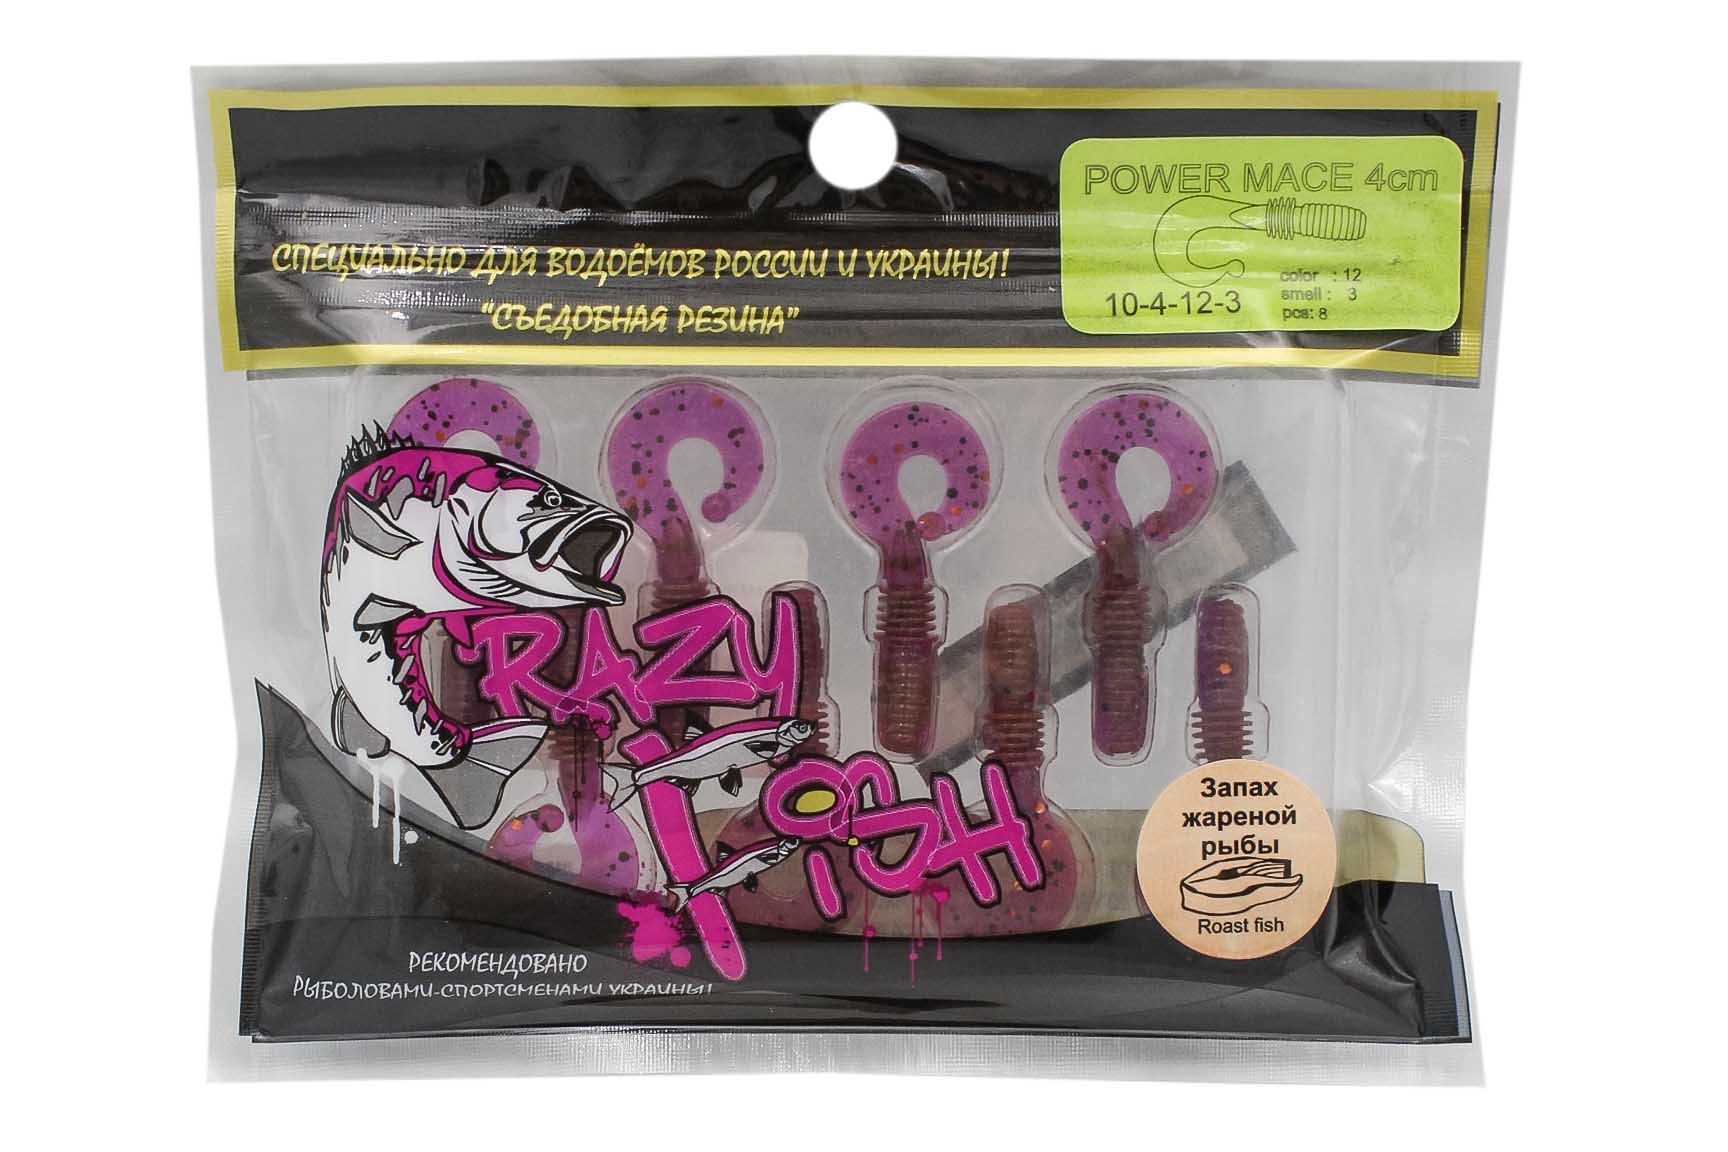 СПЕЦИАЛЬНО ДЛЯ ВОДОЁМОВ РОССИИ И УКРАИНЫ!
"СЪЕДОБНАЯ РЕЗИНА"
POWER MACE 4cm
10-4-12-3
color : 12
smell : 3
pcs: 8
CRAZY
FiSH
Запах
жареной
рыбы
Roast fish
РЕКОМЕНДОВАНО
РЫБОЛОВАМИ-СПОРТСМЕНАМИ УКРАИНЫ!